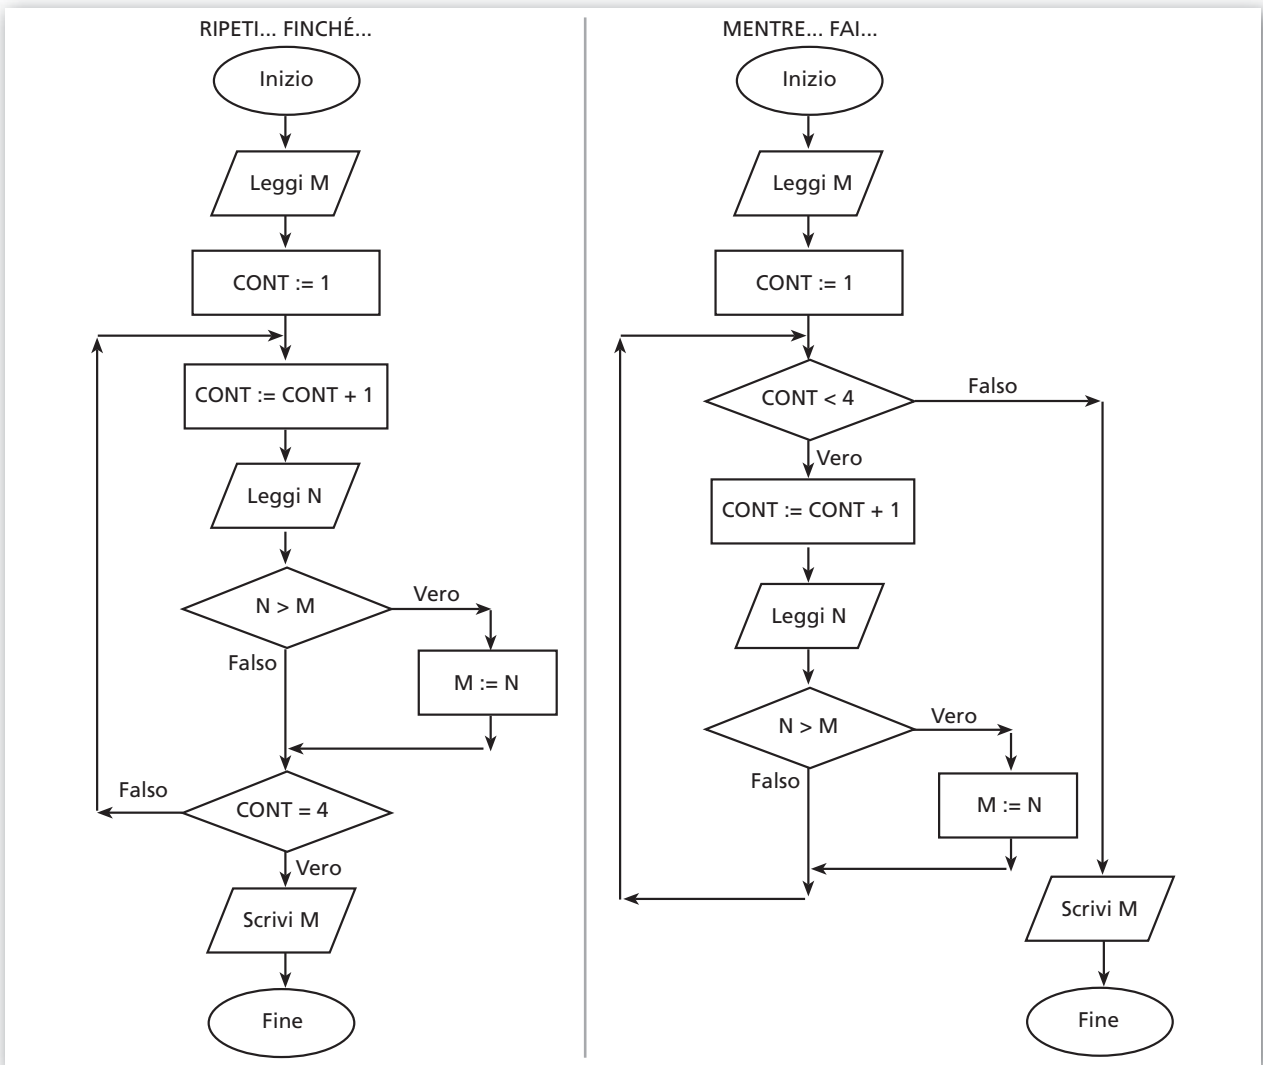 RIPETI... FINCHÉ...
Inizio
Leggi M
CONT := 1
CONT := CONT + 1
Leggi N
N > M
Vero
Falso
M := N
Falso
CONT = 4
Vero
Scrivi M
Fine
MENTRE... FAI...
Inizio
Leggi M
CONT := 1
CONT < 4
Falso
Vero
CONT := CONT + 1
Leggi N
N > M
Vero
Falso
M := N
Scrivi M
Fine